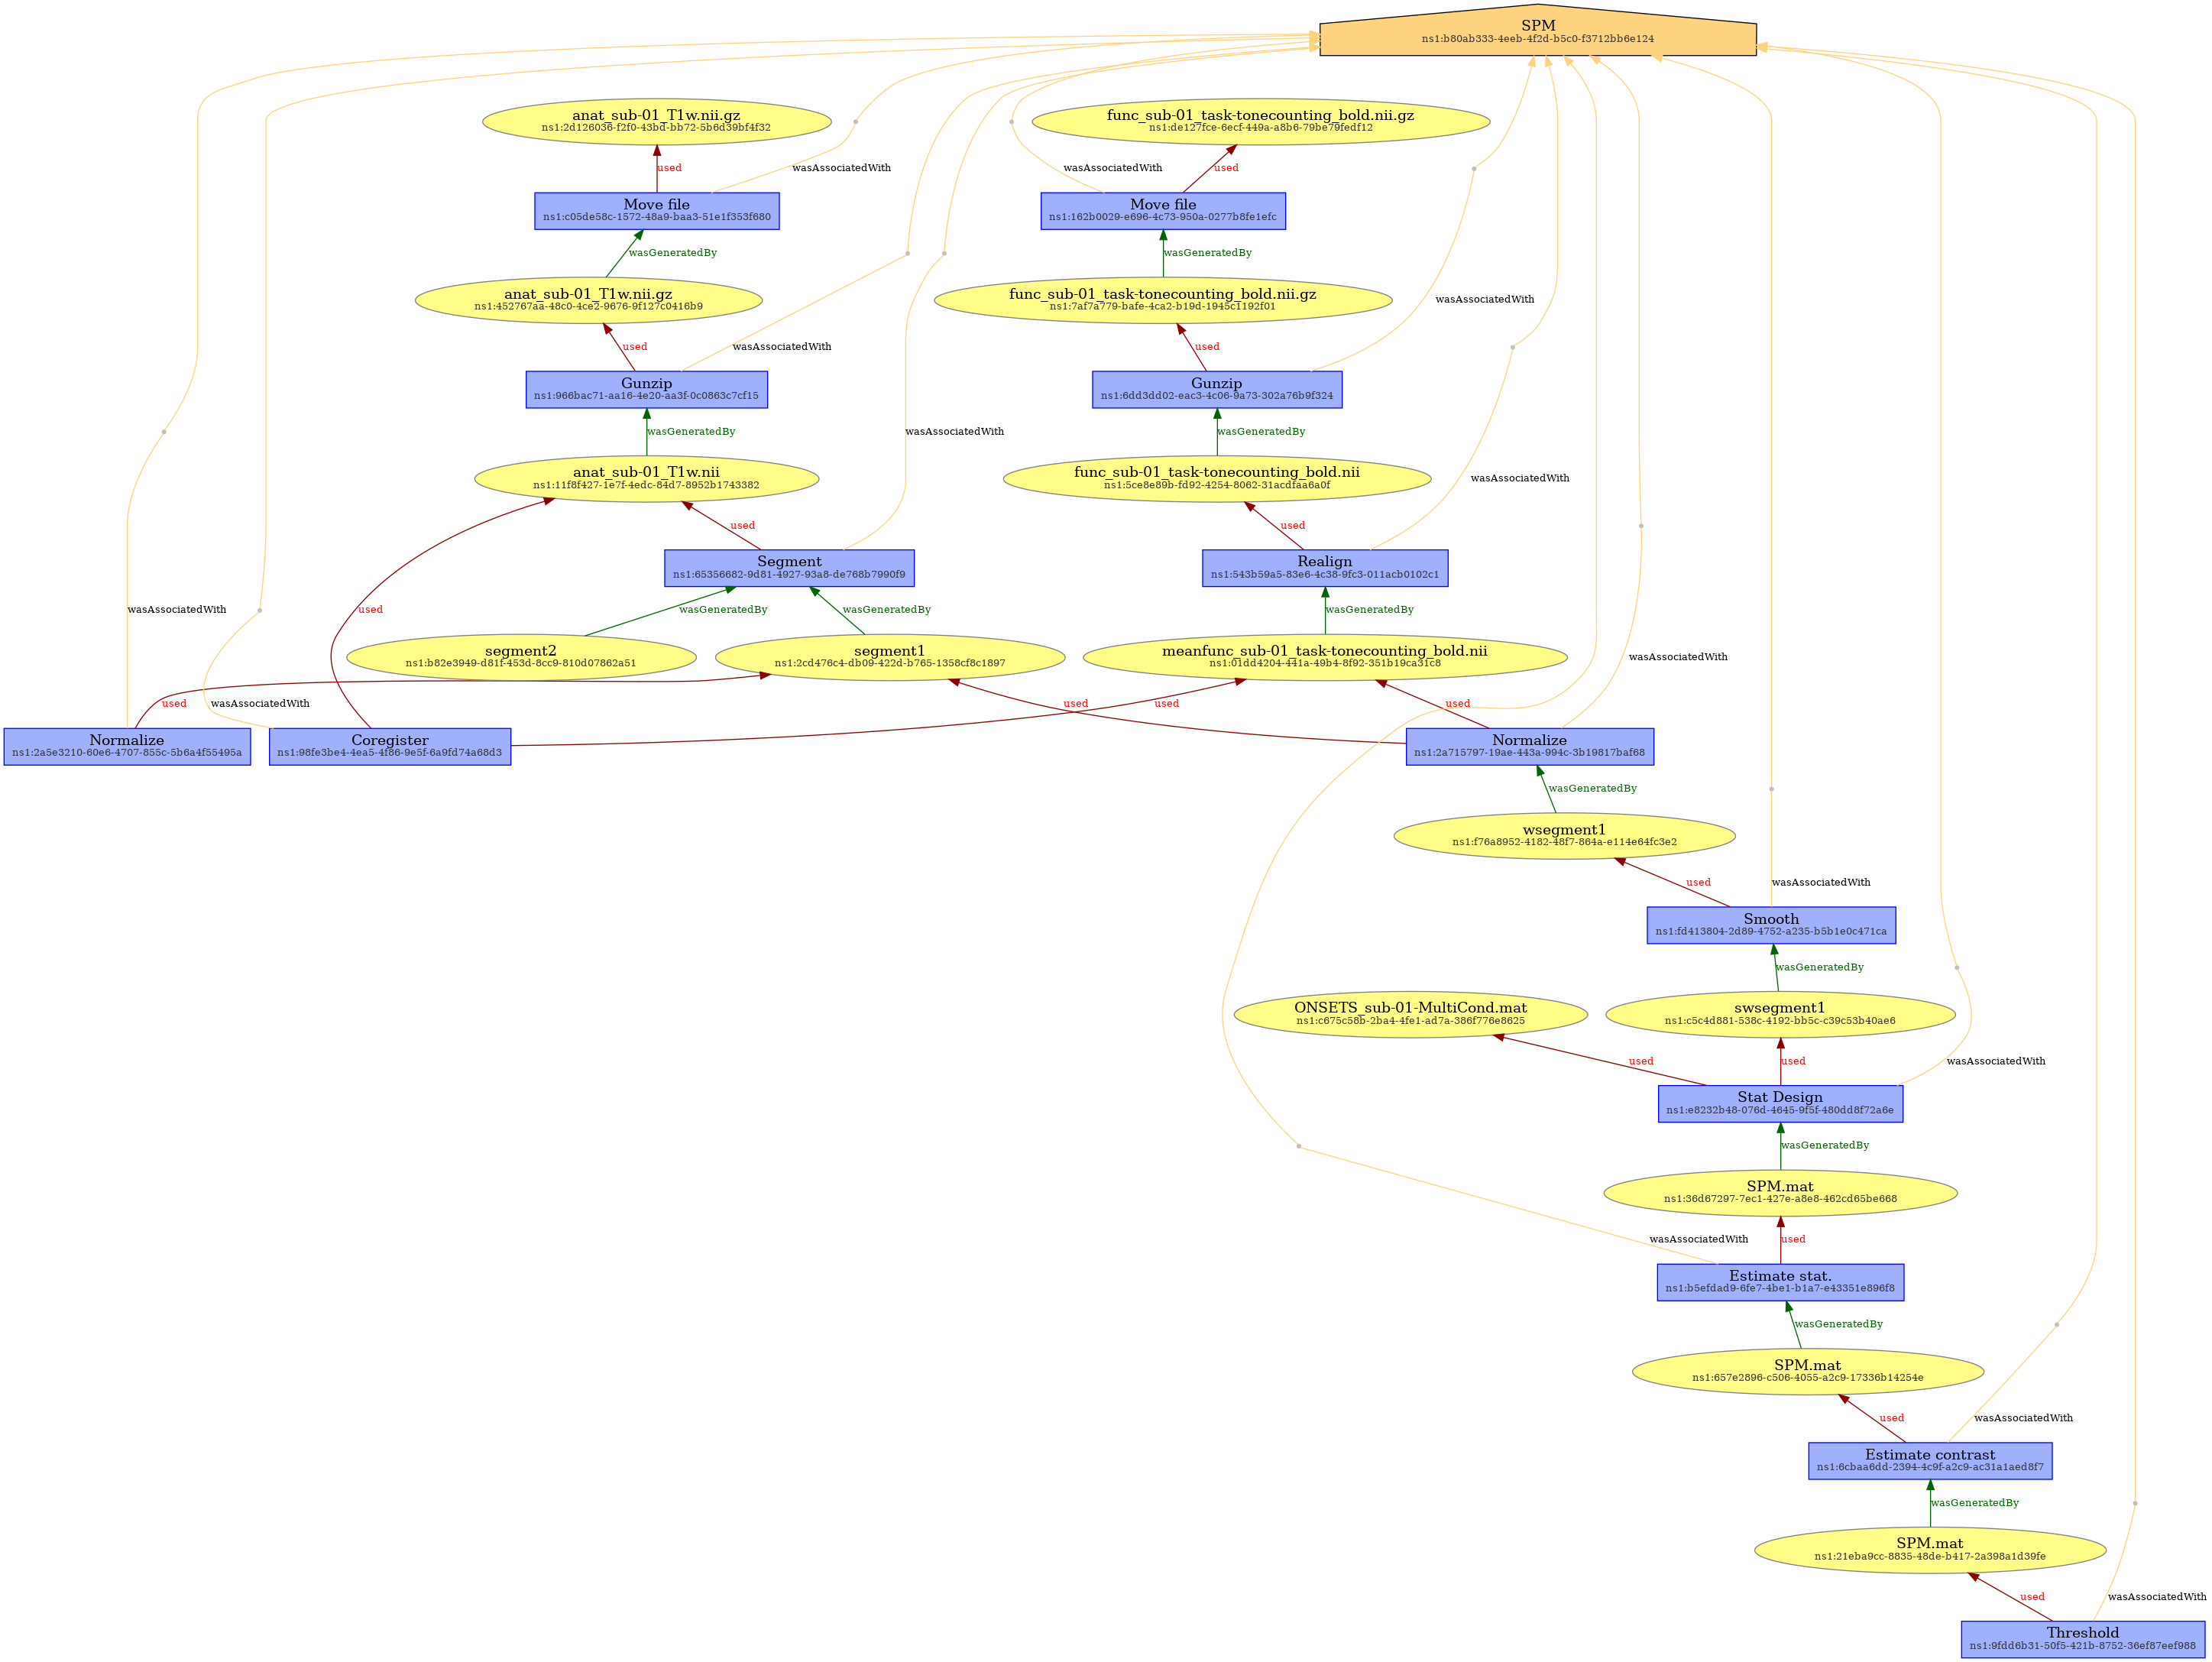 SPM
ns1:b80ab333-4eeb-4f2d-b5c0-f3712bb6e124
anat_sub-01_T1w.nii.gz
ns1:2d126036-f2f0-43bd-bb72-5b6d39bf4f32
func_sub-01_task-tonecounting_bold.nii.gz
ns1:de127fce-6ecf-449a-a8b6-79be79fedf12
used
wasAssociatedWith
wasAssociatedWith
used
Move file
ns1:c05de58c-1572-48a9-baa3-51e1f353f680
Move file
ns1:162b0029-e696-4c73-950a-0277b8fe1efc
wasGeneratedBy
wasGeneratedBy
anat_sub-01_T1w.nii.gz
ns1:452767aa-48c0-4ce2-9676-9f127c0416b9
func_sub-01_task-tonecounting_bold.nii.gz
ns1:7af7a779-bafe-4ca2-b19d-1945c1192f01
wasAssociatedWith
used
wasAssociatedWith
used
Gunzip
ns1:966bac71-aa16-4e20-aa3f-0c0863c7cf15
Gunzip
ns1:6dd3dd02-eac3-4c06-9a73-302a76b9f324
wasGeneratedBy
wasAssociatedWith
wasGeneratedBy
anat_sub-01_T1w.nii
ns1:11f8f427-1e7f-4edc-84d7-8952b1743382
func_sub-01_task-tonecounting_bold.nii
ns1:5ce8e89b-fd92-4254-8062-31acdfaa6a0f
wasAssociatedWith
used
used
Segment
ns1:65356682-9d81-4927-93a8-de768b7990f9
Realign
ns1:543b59a5-83e6-4c38-9fc3-011acb0102c1
wasAssociatedWith
used
wasGeneratedBy
wasGeneratedBy
wasGeneratedBy
segment2
ns1:b82e3949-d81f-453d-8cc9-810d07862a51
segment1
ns1:2cd476c4-db09-422d-b765-1358cf8c1897
meanfunc_sub-01_task-tonecounting_bold.nii
ns1:01dd4204-441a-49b4-8f92-351b19ca31c8
wasAssociatedWith
used
wasAssociatedWith
used
used
used
Normalize
ns1:2a5e3210-60e6-4707-855c-5b6a4f55495a
Coregister
ns1:98fe3be4-4ea5-4f86-9e5f-6a9fd74a68d3
Normalize
ns1:2a715797-19ae-443a-994c-3b19817baf68
wasGeneratedBy
wsegment1
ns1:f76a8952-4182-48f7-864a-e114e64fc3e2
used
wasAssociatedWith
Smooth
ns1:fd413804-2d89-4752-a235-b5b1e0c471ca
wasGeneratedBy
ONSETS_sub-01-MultiCond.mat
ns1:c675c58b-2ba4-4fe1-ad7a-386f776e8625
swsegment1
ns1:c5c4d881-538c-4192-bb5c-c39c53b40ae6
used
used
wasAssociatedWith
Stat Design
ns1:e8232b48-076d-4645-9f5f-480dd8f72a6e
wasGeneratedBy
SPM.mat
ns1:36d67297-7ec1-427e-a8e8-462cd65be668
wasAssociatedWith
used
Estimate stat.
ns1:b5efdad9-6fe7-4be1-b1a7-e43351e896f8
wasGeneratedBy
SPM.mat
ns1:657e2896-c506-4055-a2c9-17336b14254e
used
wasAssociatedWith
Estimate contrast
ns1:6cbaa6dd-2394-4c9f-a2c9-ac31a1aed8f7
wasGeneratedBy
SPM.mat
ns1:21eba9cc-8835-48de-b417-2a398a1d39fe
used
wasAssociatedWith
Threshold
ns1:9fdd6b31-50f5-421b-8752-36ef87eef988